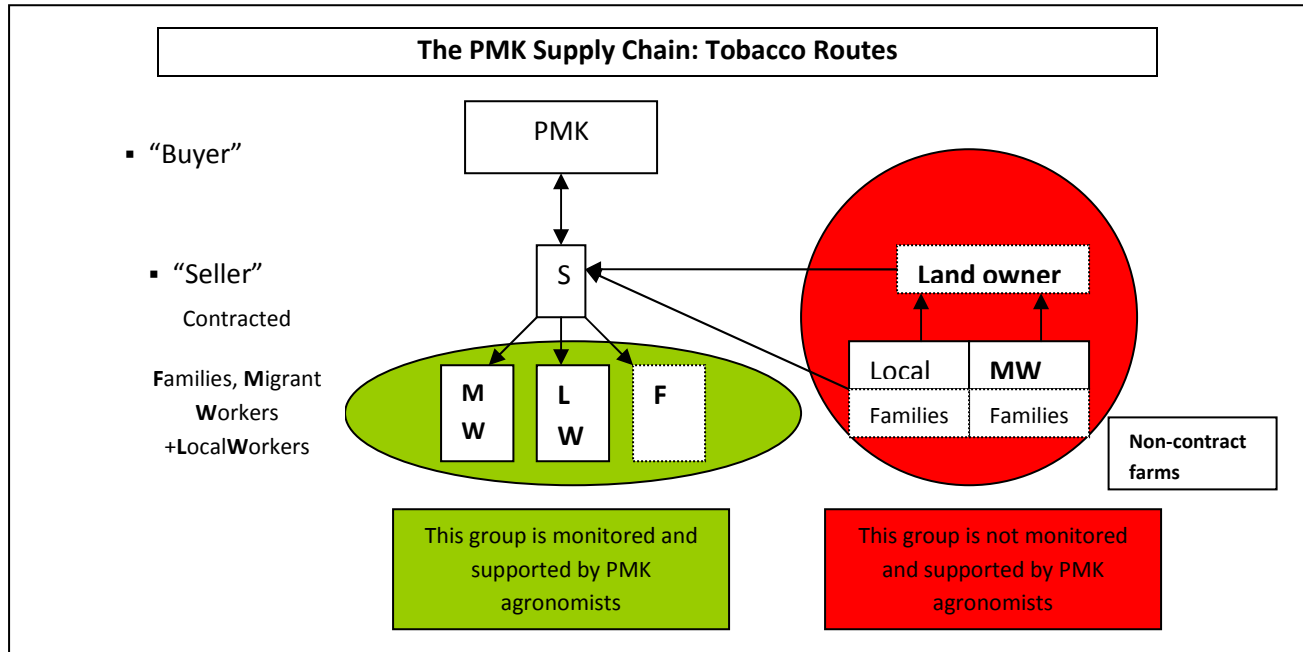 The PMK Supply Chain: Tobacco Routes
PMK
▪ “Buyer”
▪ “Seller”
Contracted
S
Land owner
Families, Migrant
Workers
+LocalWorkers
M
W
L
W
F
Local
MW
Families
Families
Non-contract
farms
This group is monitored and
supported by PMK
agronomists
This group is not monitored
and supported by PMK
agronomists